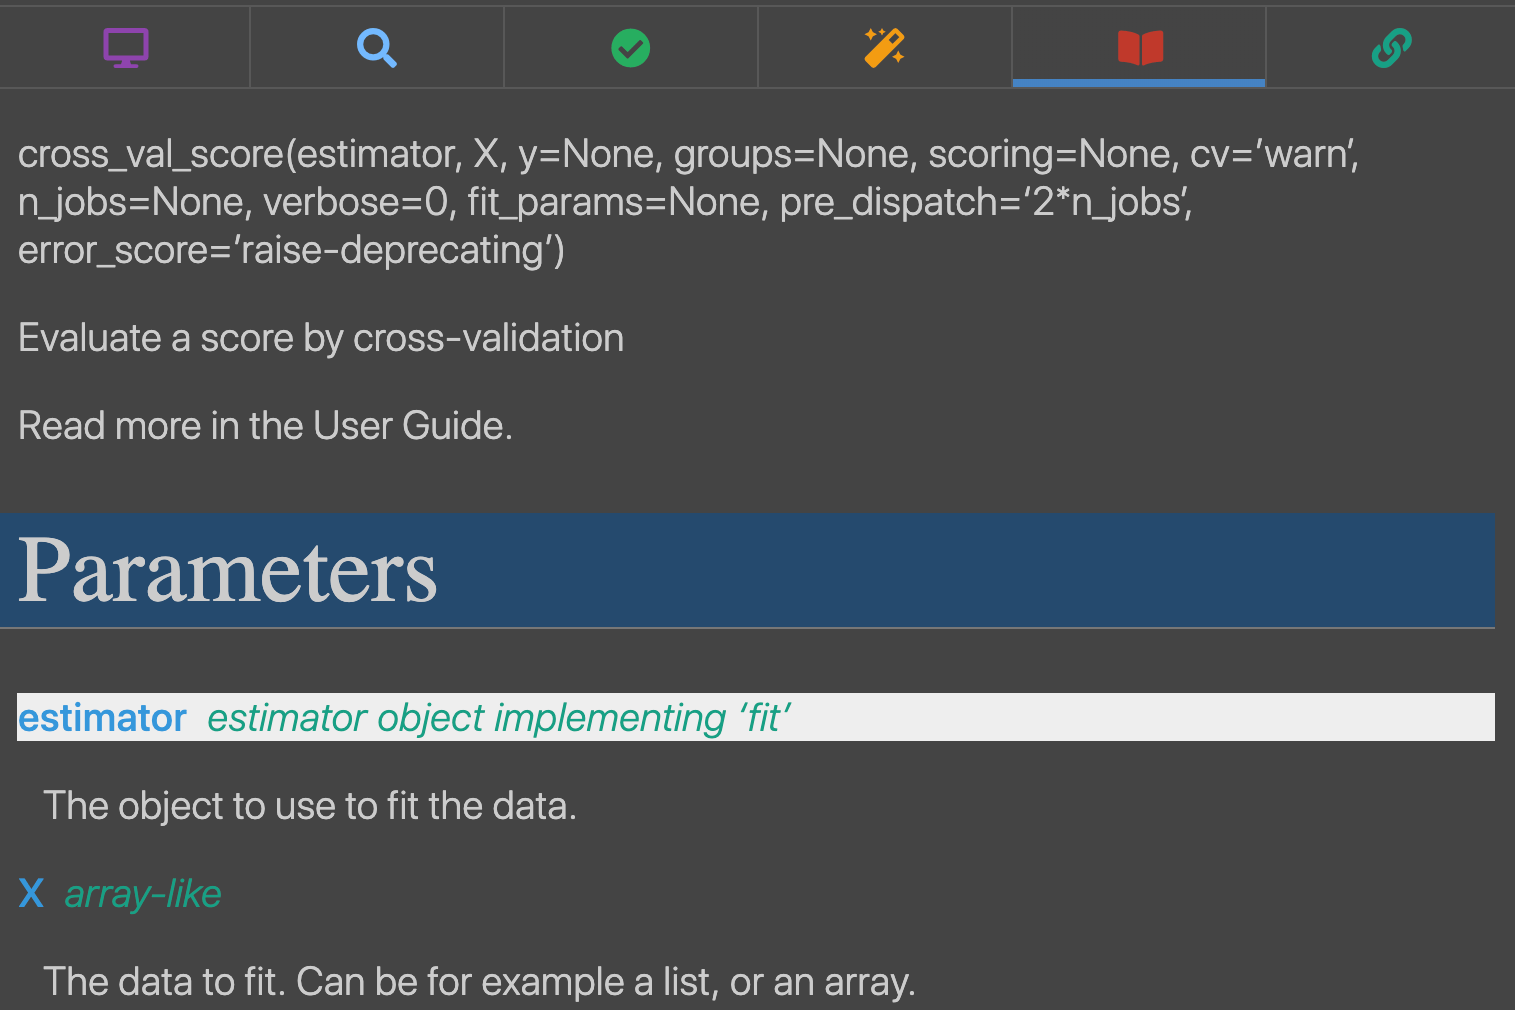 cross_val_score(estimator, X, y=None, groups=None, scoring=None, cv=’warn’,
n_jobs=None, verbose=0, fit_params=None, pre_dispatch=’2*n_jobs’,
error_score=’raise-deprecating’)
Evaluate a score by cross-validation
Read more in the User Guide.
Parameters
estimator estimator object implementing ‘fit’
The object to use to fit the data.
X array-like
The data to fit. Can be for example a list, or an array.